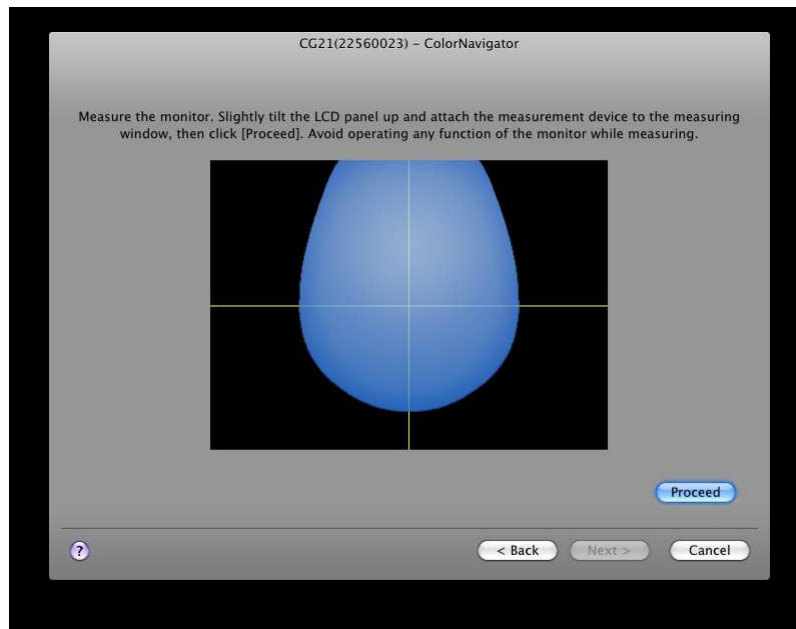 CG21(22560023) – ColorNavigator
Measure the monitor. Slightly tilt the LCD panel up and attach the measurement device to the measuring
window, then click [Proceed]. Avoid operating any function of the monitor while measuring.
Proceed
?
< Back
Next >
Cancel